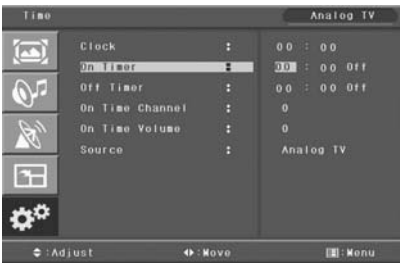 Time Analog TV
Clock : 00 : 00
On Timer : 00 : 00 Off
Off Timer : 00 : 00 Off
On Time Channel : 0
On Time Volume : 0
Source : Analog TV
:Adjust :Move :Menu